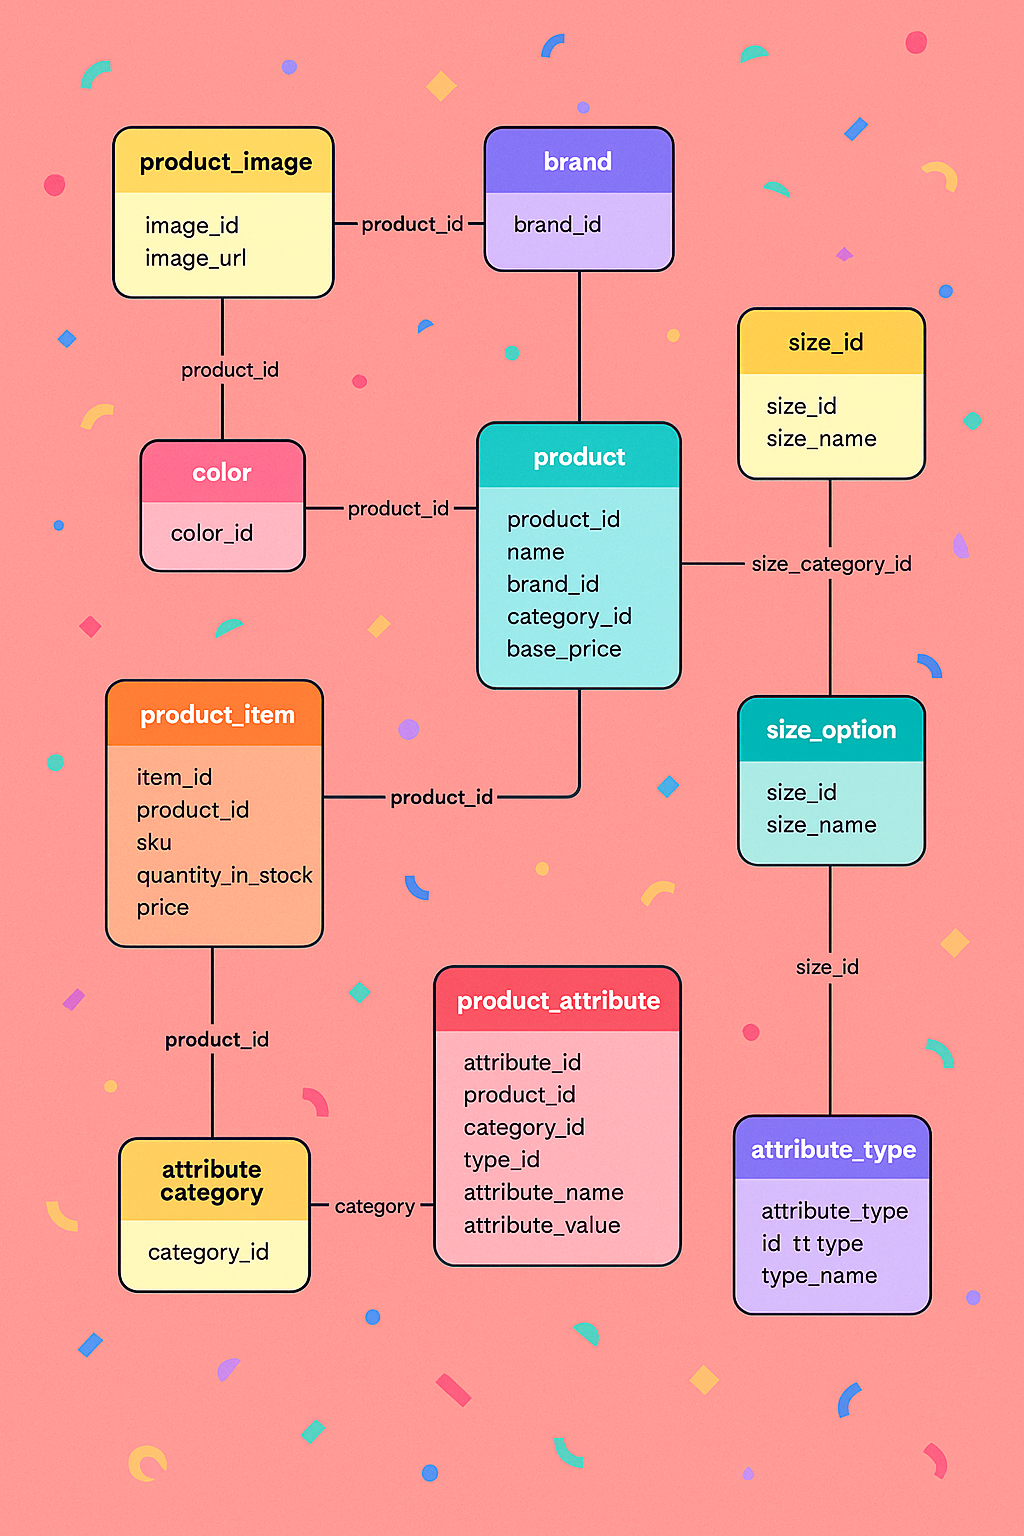 product_image
image_id
image_url
product_id
brand
brand_id
product_id
color
color_id
product_id
product
product_id
name
brand_id
category_id
base_price
size_id
size_id
size_name
size_category_id
size_option
size_id
size_name
product_item
item_id
product_id
sku
quantity_in_stock
price
product_id
size_id
product_id
product_attribute
attribute_id
product_id
category_id
type_id
attribute_name
attribute_value
attribute
category
category_id
category
attribute_type
attribute_type
id tt type
type_name